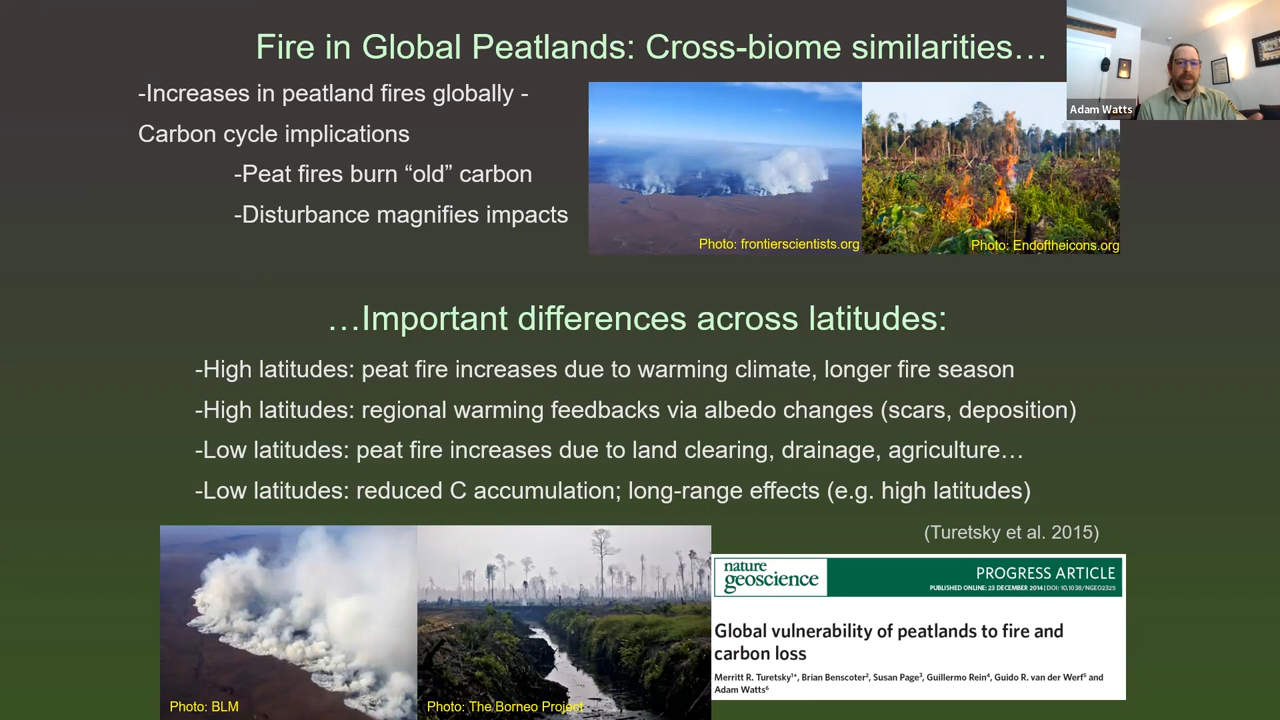 Fire in Global Peatlands: Cross-biome similarities…
Adam Watts
-Increases in peatland fires globally -
Carbon cycle implications
-Peat fires burn “old” carbon
-Disturbance magnifies impacts
Photo: frontierscientists.org
Photo: Endoftheicons.org
…Important differences across latitudes:
-High latitudes: peat fire increases due to warming climate, longer fire season
-High latitudes: regional warming feedbacks via albedo changes (scars, deposition)
-Low latitudes: peat fire increases due to land clearing, drainage, agriculture…
-Low latitudes: reduced C accumulation; long-range effects (e.g. high latitudes)
(Turetsky et al. 2015)
nature
geoscience
PROGRESS ARTICLE
PUBLISHED ONLINE: 23 DECEMBER 2014 | DOI: 10.1038/NGEO2325
Global vulnerability of peatlands to fire and
carbon loss
Merritt R. Turetsky¹*, Brian Benscoter², Susan Page³, Guillermo Rein⁴, Guido R. van der Werf⁵ and
Adam Watts⁶
Photo: BLM
Photo: The Borneo Project